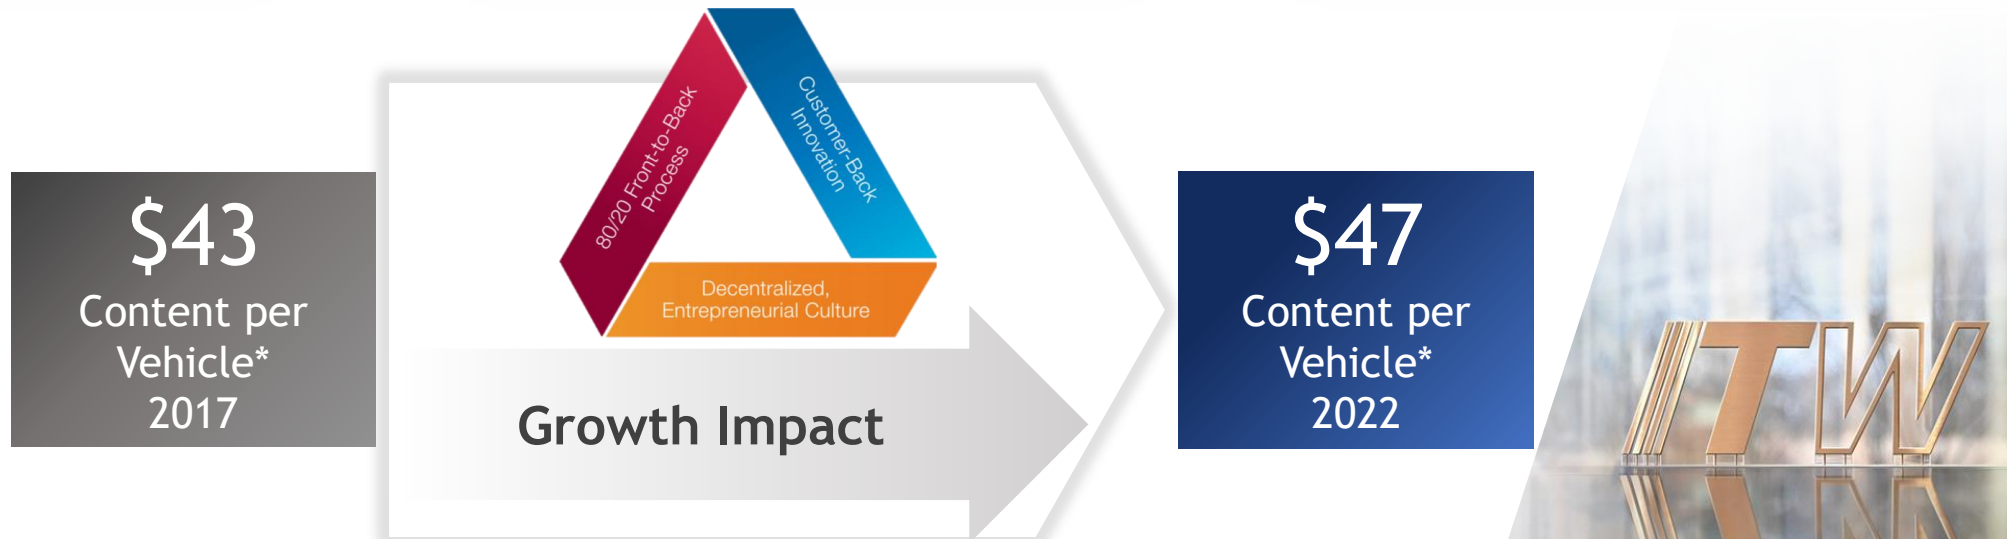 $43
Content per
Vehicle*
2017
80/20 Front-to-Back
Process
Customer-Back
Innovation
Decentralized,
Entrepreneurial Culture
Growth Impact
$47
Content per
Vehicle*
2022
ITW